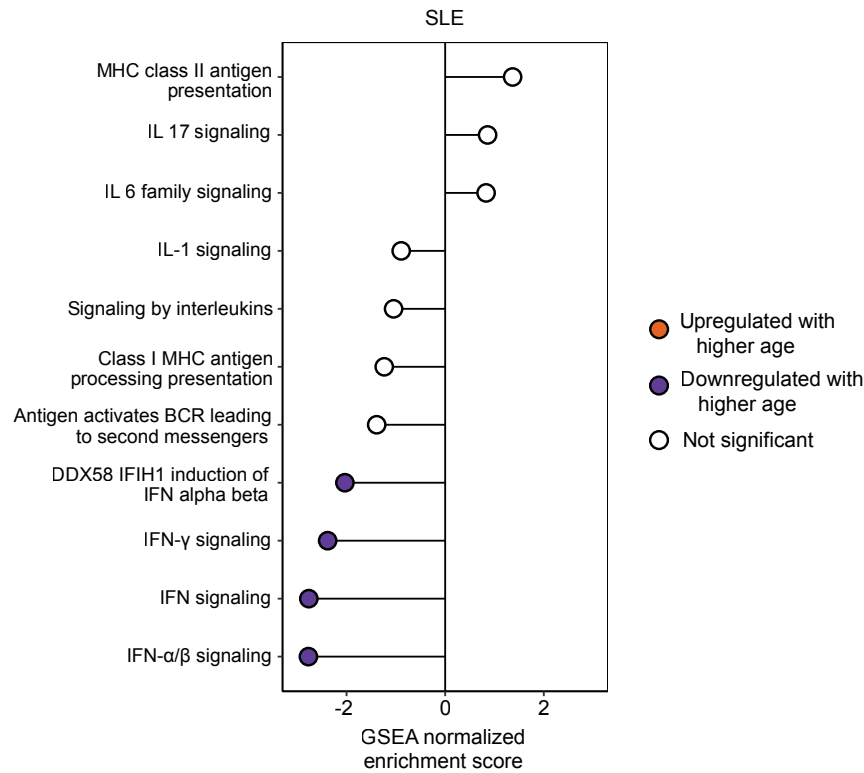 SLE
MHC class II antigen
presentation
IL 17 signaling
IL 6 family signaling
IL-1 signaling
Signaling by interleukins
Class I MHC antigen
processing presentation
Antigen activates BCR leading
to second messengers
DDX58 IFIH1 induction of
IFN alpha beta
IFN-γ signaling
IFN signaling
IFN-α/β signaling
-2 0 2
GSEA normalized
enrichment score
Upregulated with
higher age
Downregulated with
higher age
Not significant